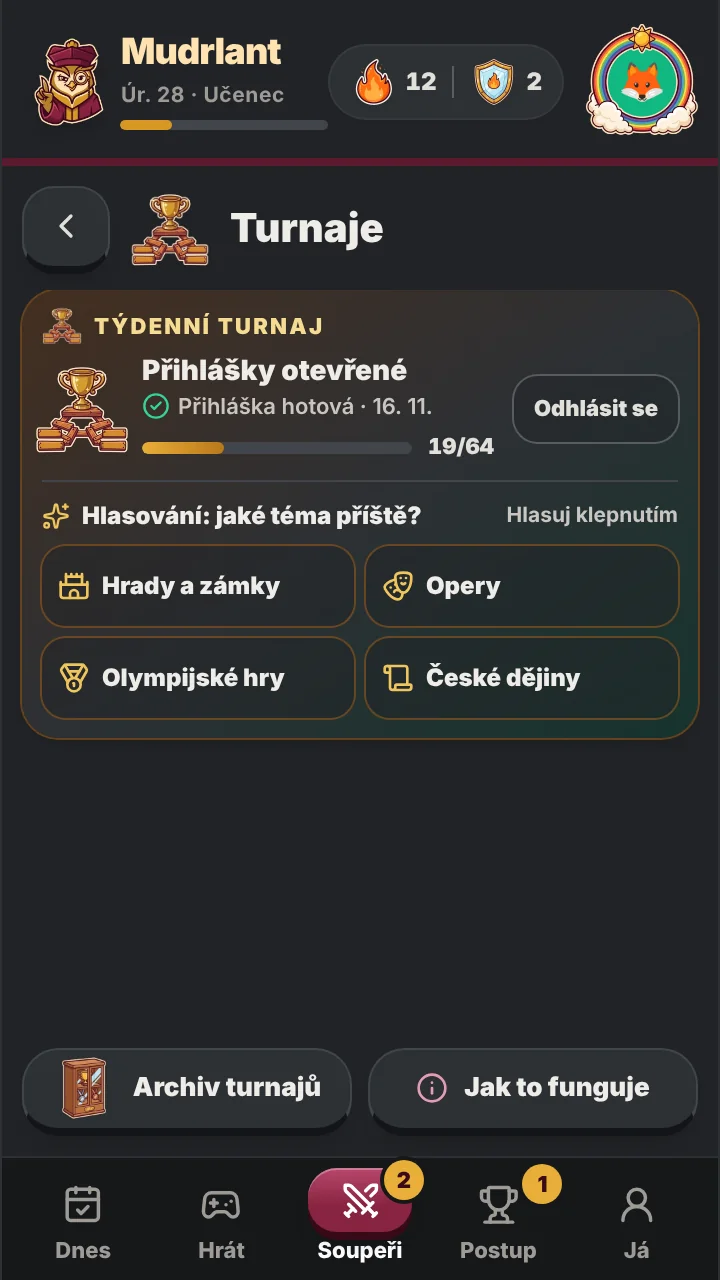 Mudrlant
Úr. 28 · Učenec
12
2
Turnaje
TÝDENNÍ TURNAJ
Přihlášky otevřené
Přihláška hotová · 16. 11.
19/64
Odhlásit se
Hlasování: jaké téma příště?
Hlasuj klepnutím
Hrady a zámky
Opery
Olympijské hry
České dějiny
Archiv turnajů
Jak to funguje
2
1
Dnes
Hrát
Soupeři
Postup
Já